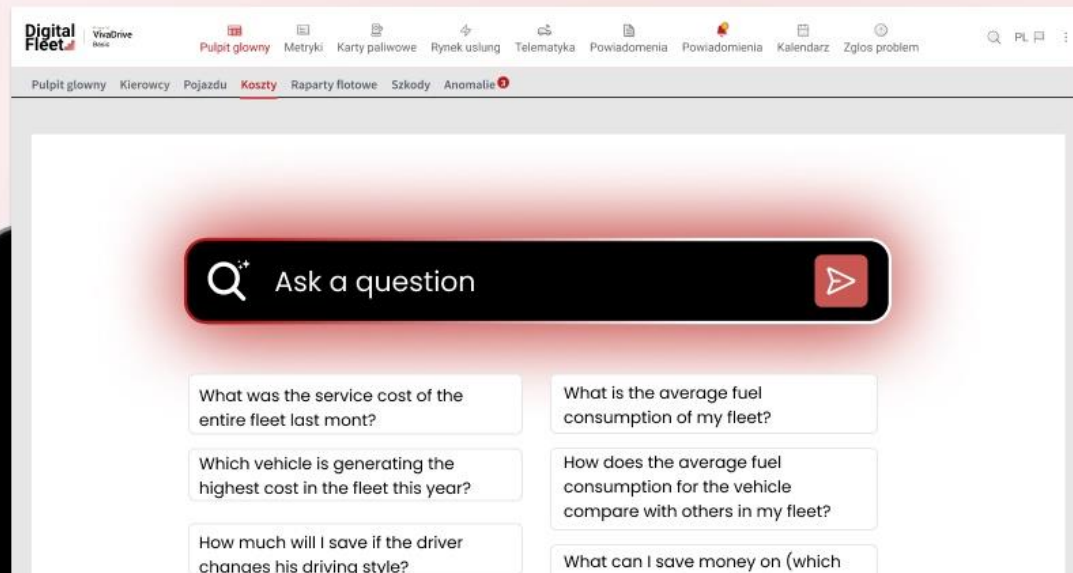 Digital
Fleet
VivaDrive
Basic
Pulpit glowny Metryki Karty paliwowe Rynek uslung Telematyka Powiadomenia Powiadomienia Kalendarz Zglos problem PL
Pulpit glowny Kierowcy Pojazdu Koszty Raparty flotowe Szkody Anomalie 3
Ask a question
What was the service cost of the
entire fleet last mont?
What is the average fuel
consumption of my fleet?
Which vehicle is generating the
highest cost in the fleet this year?
How does the average fuel
consumption for the vehicle
compare with others in my fleet?
How much will I save if the driver
changes his driving style?
What can I save money on (which